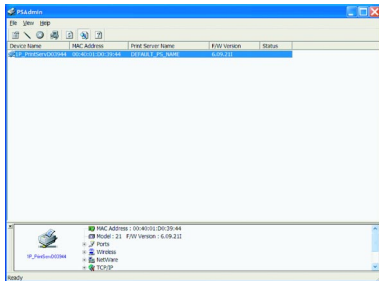 PSAdmin
File View Help
Device Name MAC Address Print Server Name F/W Version Status
1P_PrintServD03944 00:40:01:D0:39:44 DEFAULT_PS_NAME 6.09.21I
MAC Address : 00:40:01:D0:39:44
Model : 21 F/W Version : 6.09.21I
Ports
Wireless
NetWare
TCP/IP
1P_PrintServD03944
Ready